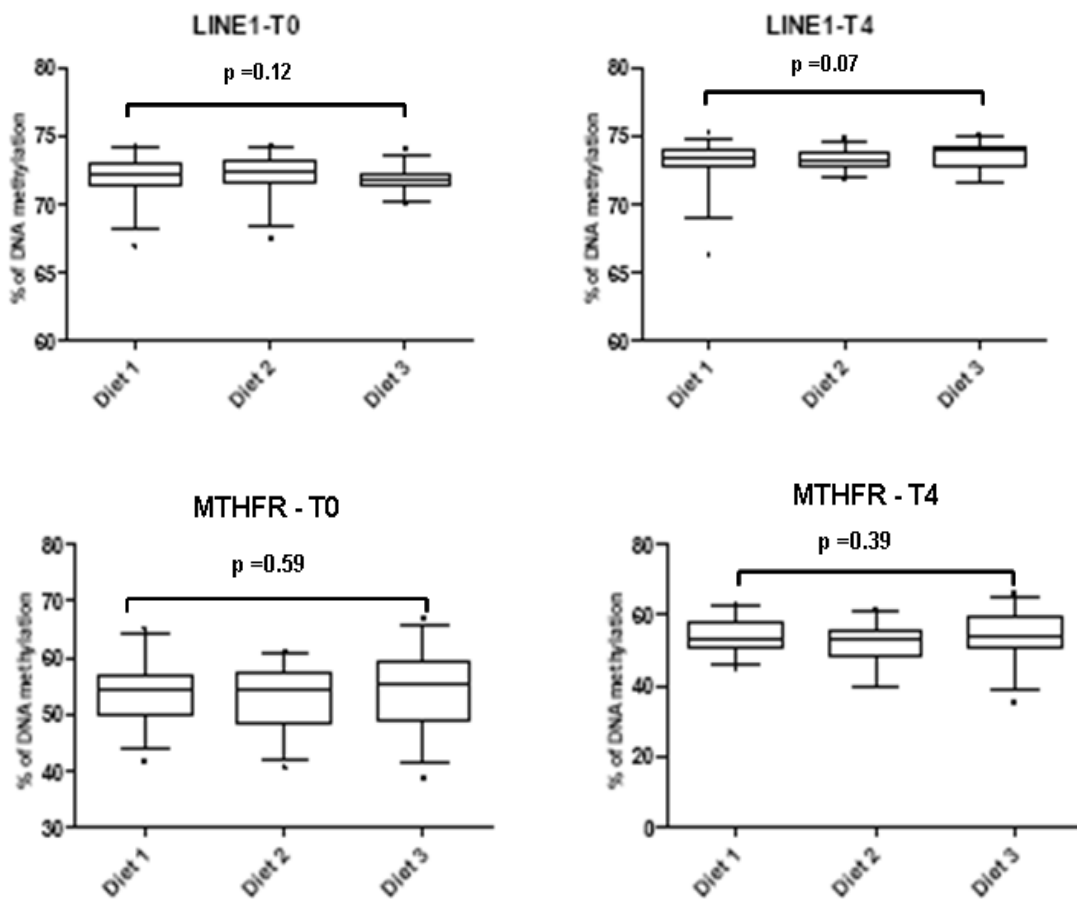 LINE1-T0
p =0.12
80
75
70
65
60
% of DNA methylation
Diet 1
Diet 2
Diet 3
LINE1-T4
p =0.07
80
75
70
65
60
% of DNA methylation
Diet 1
Diet 2
Diet 3
MTHFR - T0
p =0.59
80
70
60
50
40
30
% of DNA methylation
Diet 1
Diet 2
Diet 3
MTHFR - T4
p =0.39
80
60
40
20
0
% of DNA methylation
Diet 1
Diet 2
Diet 3